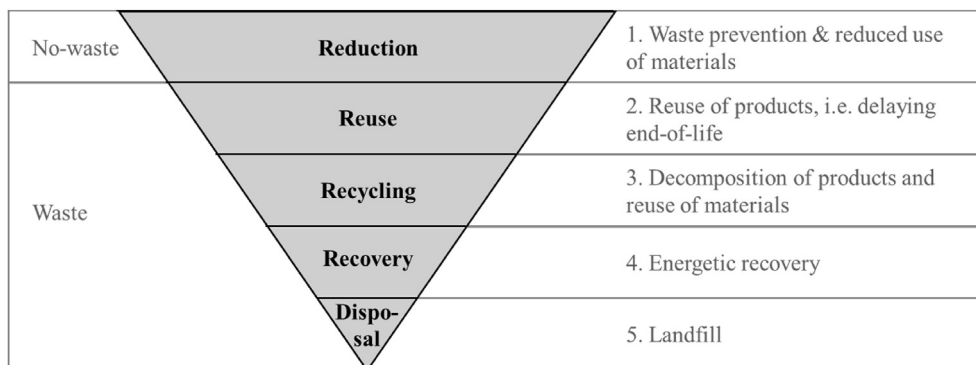 No-waste
Reduction
1. Waste prevention & reduced use
of materials
Reuse
2. Reuse of products, i.e. delaying
end-of-life
Waste
Recycling
3. Decomposition of products and
reuse of materials
Recovery
4. Energetic recovery
Dispo-
sal
5. Landfill